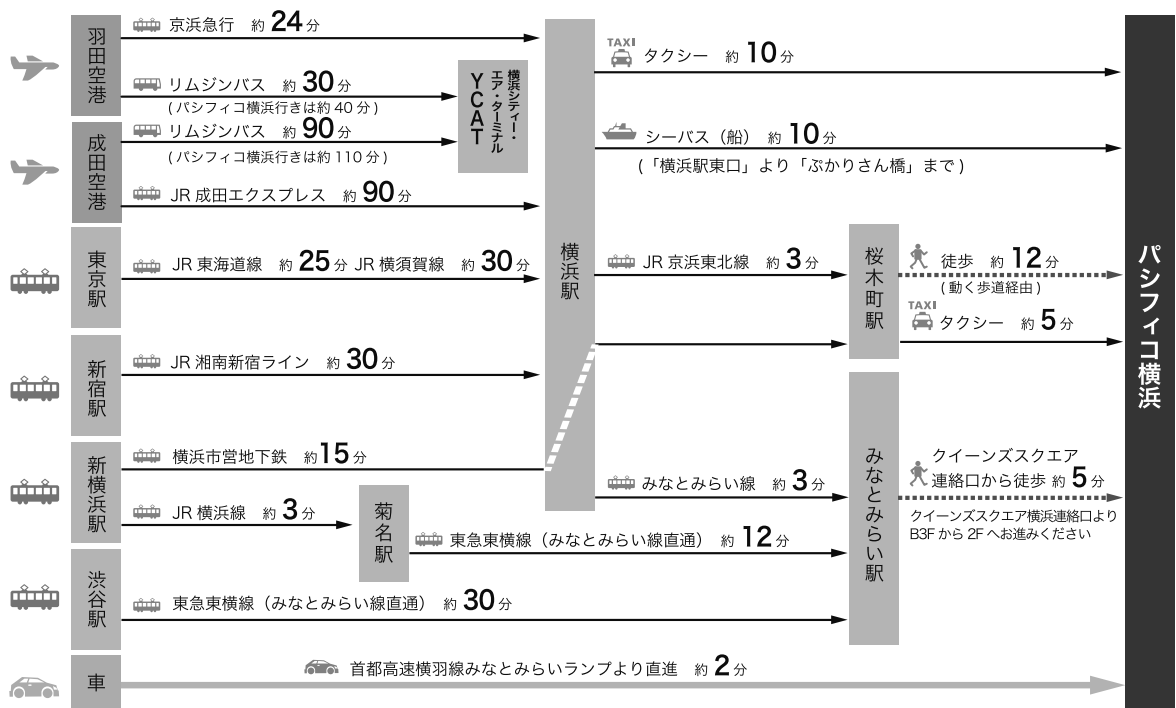 羽田空港
京浜急行 約24分
リムジンバス 約30分
(パシフィコ横浜行きは約40分)
成田空港
リムジンバス 約90分
(パシフィコ横浜行きは約110分)
JR成田エクスプレス 約90分
横浜シティー・
エア・ターミナル
YCAT
東京駅
JR東海道線 約25分 JR横須賀線 約30分
新宿駅
JR湘南新宿ライン 約30分
新横浜駅
横浜市営地下鉄 約15分
JR横浜線 約3分
菊名駅
東急東横線（みなとみらい線直通） 約12分
渋谷駅
東急東横線（みなとみらい線直通） 約30分
車
首都高速横羽線みなとみらいランプより直進 約2分
横浜駅
TAXI
タクシー 約10分
シーバス（船） 約10分
(「横浜駅東口」より「ぷかりさん橋」まで)
JR京浜東北線 約3分
桜木町駅
徒歩 約12分
(動く歩道経由)
TAXI
タクシー 約5分
みなとみらい線 約3分
みなとみらい駅
クイーンズスクエア
連絡口から徒歩 約5分
クイーンズスクエア横浜連絡口より
B3Fから2Fへお進みください
パシフィコ横浜